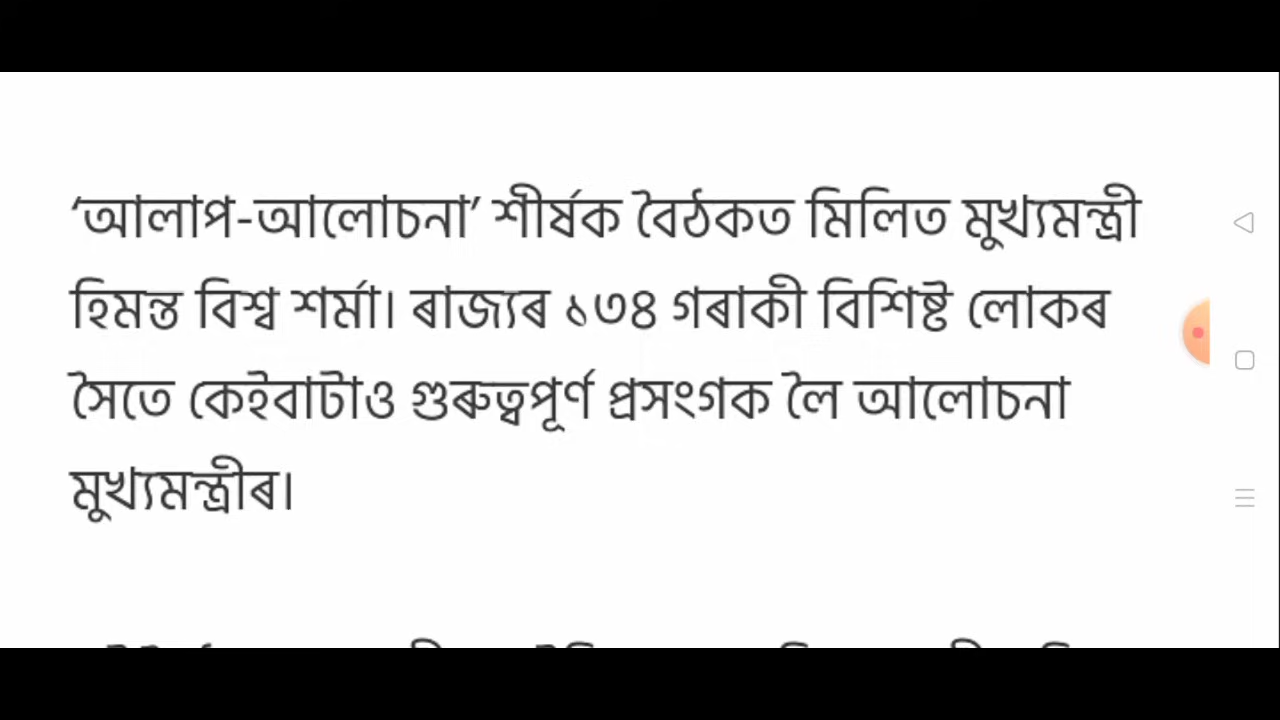 ‘আলাপ-আলোচনা’ শীৰ্ষক বৈঠকত মিলিত মুখ্যমন্ত্ৰী
হিমন্ত বিশ্ব শৰ্মা। ৰাজ্যৰ ১৩৪ গৰাকী বিশিষ্ট লোকৰ
সৈতে কেইবাটাও গুৰুত্বপূৰ্ণ প্ৰসংগক লৈ আলোচনা
মুখ্যমন্ত্ৰীৰ।